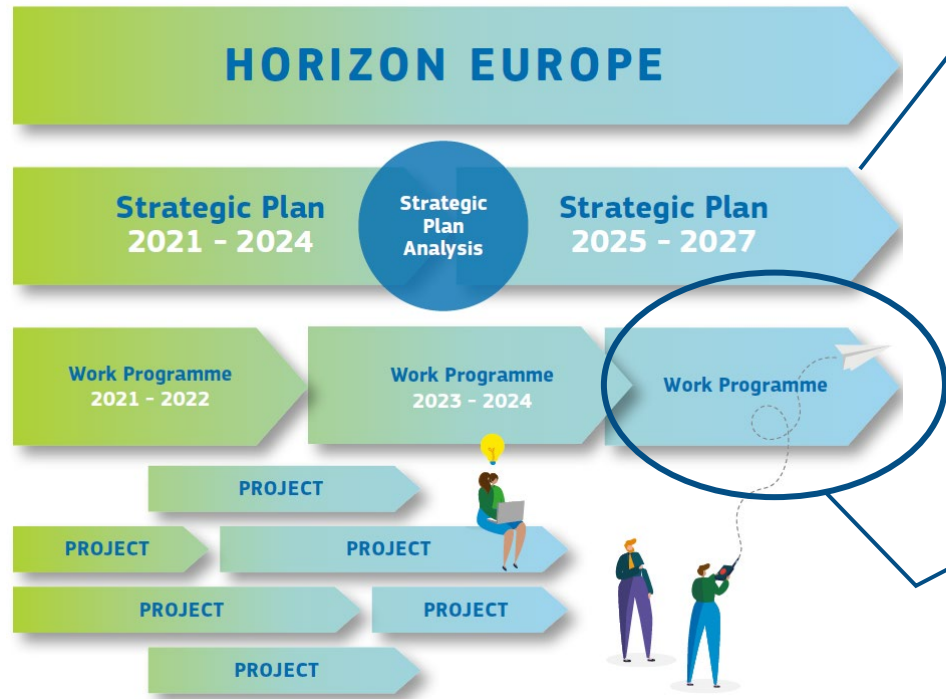 HORIZON EUROPE
Strategic Plan
2021 - 2024
Strategic
Plan
Analysis
Strategic Plan
2025 - 2027
Work Programme
2021 - 2022
Work Programme
2023 - 2024
Work Programme
PROJECT
PROJECT
PROJECT
PROJECT
PROJECT
PROJECT